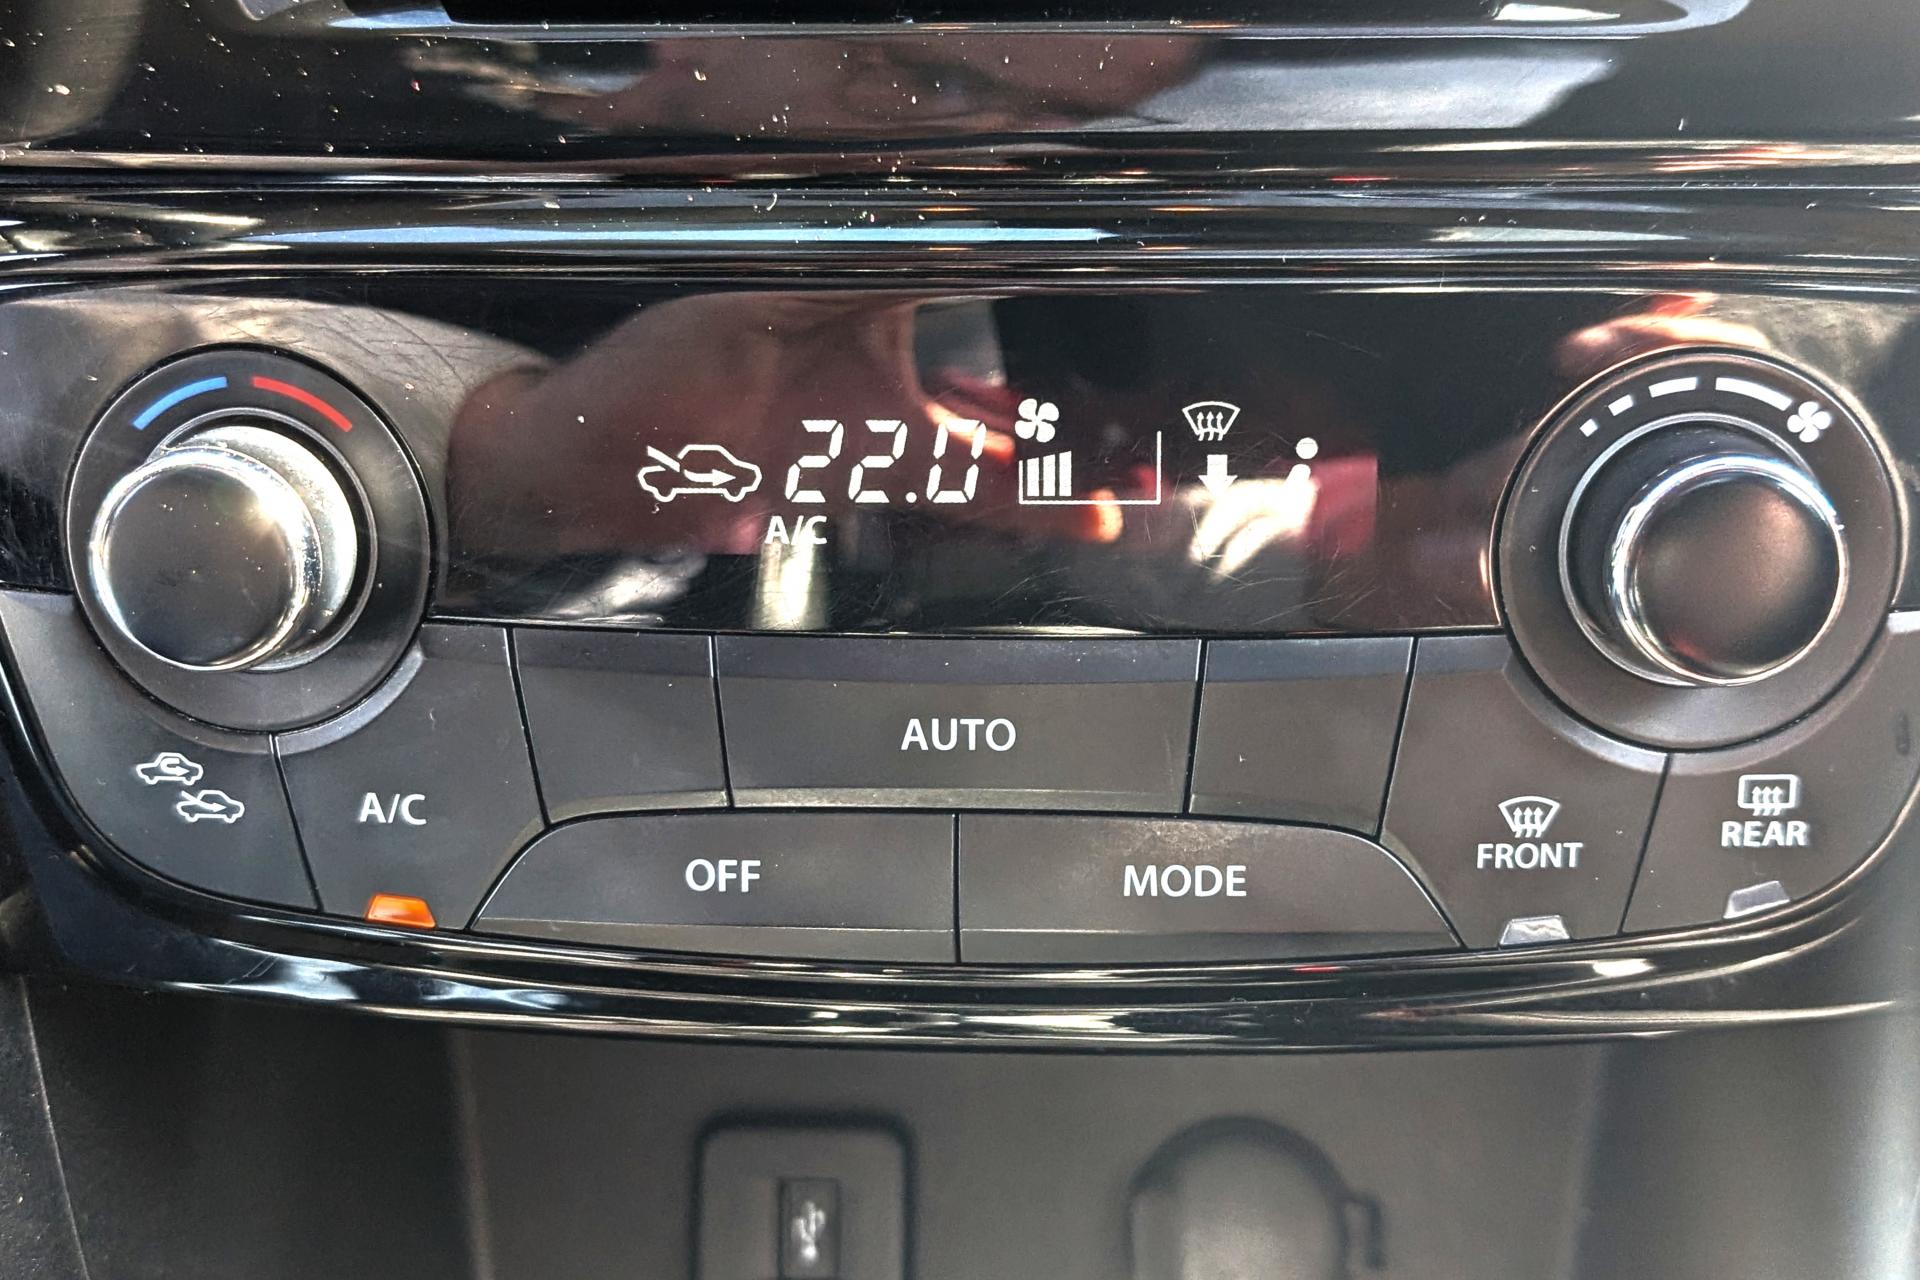 22.0
A/C
AUTO
A/C
OFF
MODE
FRONT
REAR